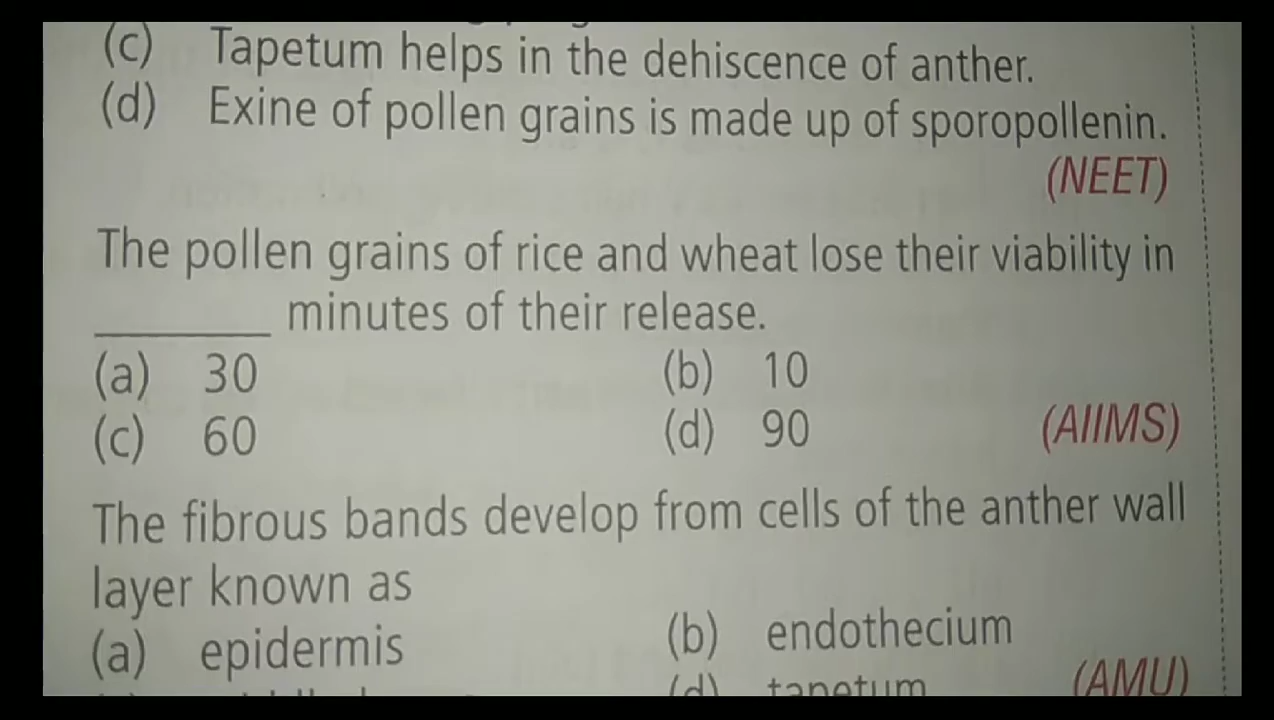 (c) Tapetum helps in the dehiscence of anther.
(d) Exine of pollen grains is made up of sporopollenin.
(NEET)
The pollen grains of rice and wheat lose their viability in
________ minutes of their release.
(a) 30 (b) 10
(c) 60 (d) 90 (AIIMS)
The fibrous bands develop from cells of the anther wall
layer known as
(a) epidermis (b) endothecium
(d) tapetum (AMU)